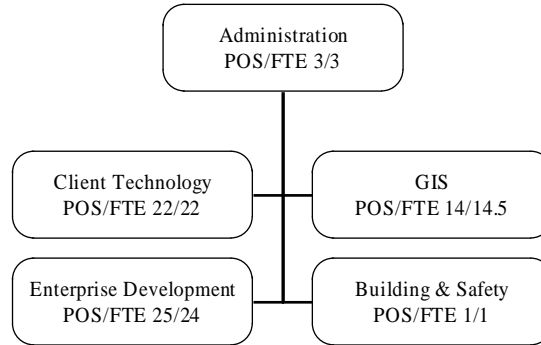 Administration
POS/FTE 3/3
Client Technology
POS/FTE 22/22
GIS
POS/FTE 14/14.5
Enterprise Development
POS/FTE 25/24
Building & Safety
POS/FTE 1/1